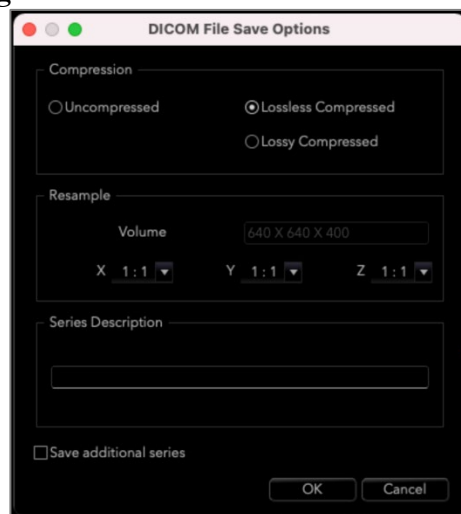 DICOM File Save Options
Compression
Uncompressed
Lossless Compressed
Lossy Compressed
Resample
Volume
640 X 640 X 400
X 1 : 1 Y 1 : 1 Z 1 : 1
Series Description
Save additional series
OK Cancel